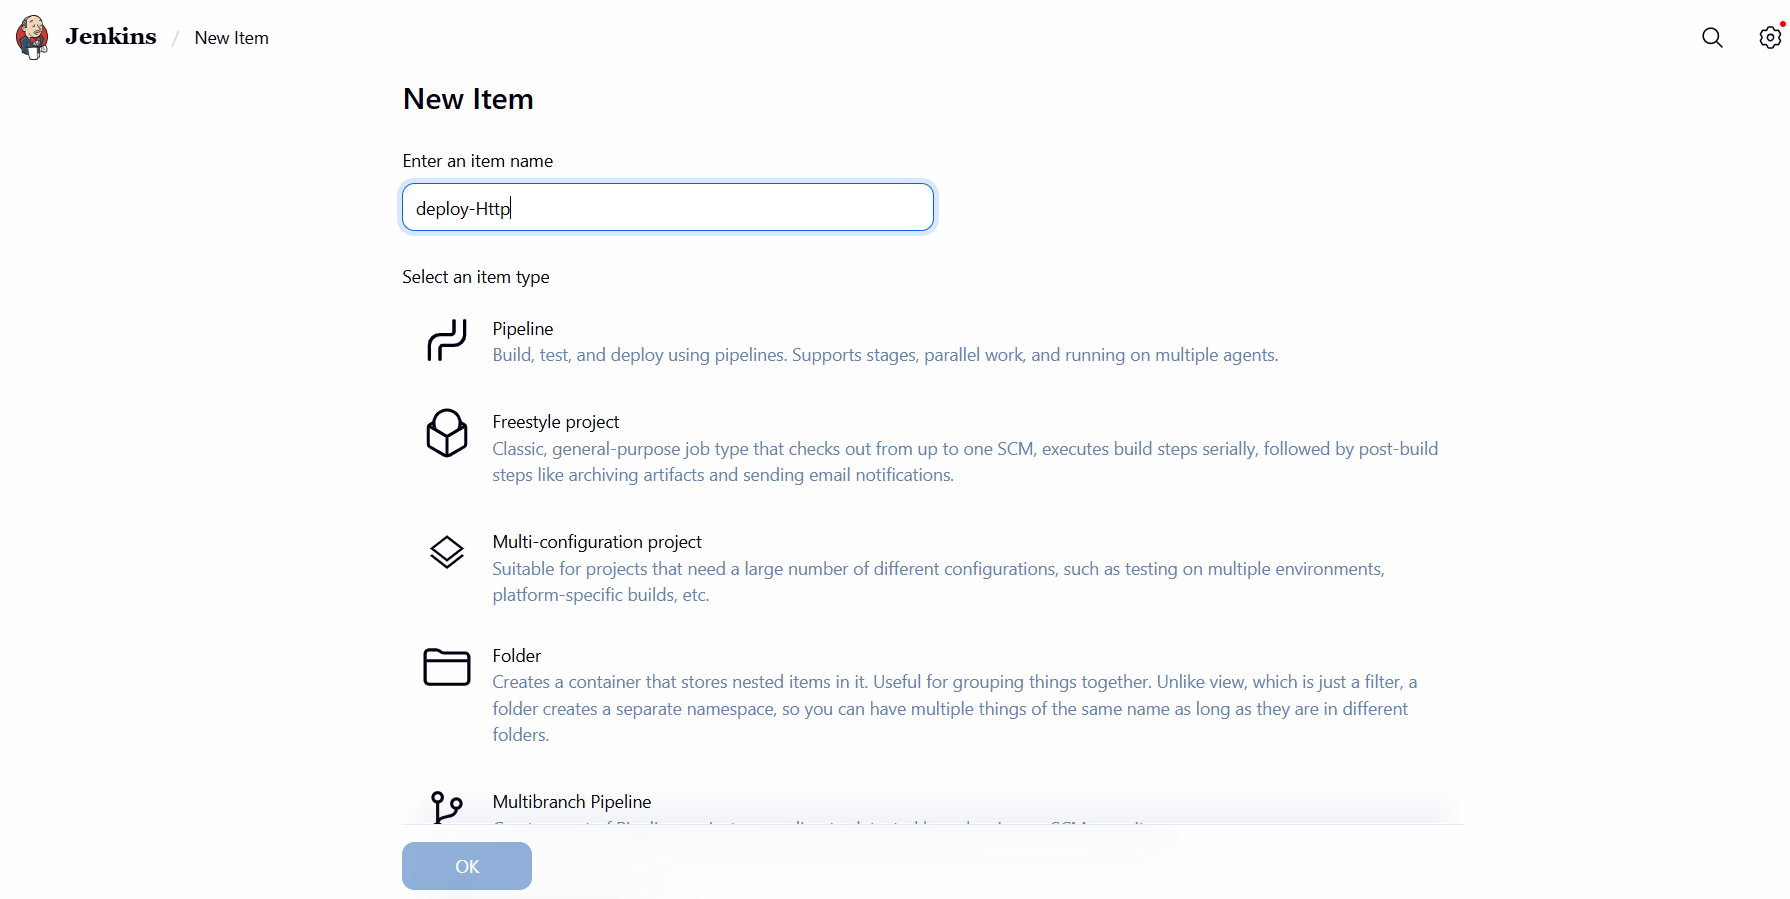 Jenkins / New Item
New Item
Enter an item name
deploy-Http
Select an item type
Pipeline
Build, test, and deploy using pipelines. Supports stages, parallel work, and running on multiple agents.
Freestyle project
Classic, general-purpose job type that checks out from up to one SCM, executes build steps serially, followed by post-build
steps like archiving artifacts and sending email notifications.
Multi-configuration project
Suitable for projects that need a large number of different configurations, such as testing on multiple environments,
platform-specific builds, etc.
Folder
Creates a container that stores nested items in it. Useful for grouping things together. Unlike view, which is just a filter, a
folder creates a separate namespace, so you can have multiple things of the same name as long as they are in different
folders.
Multibranch Pipeline
OK